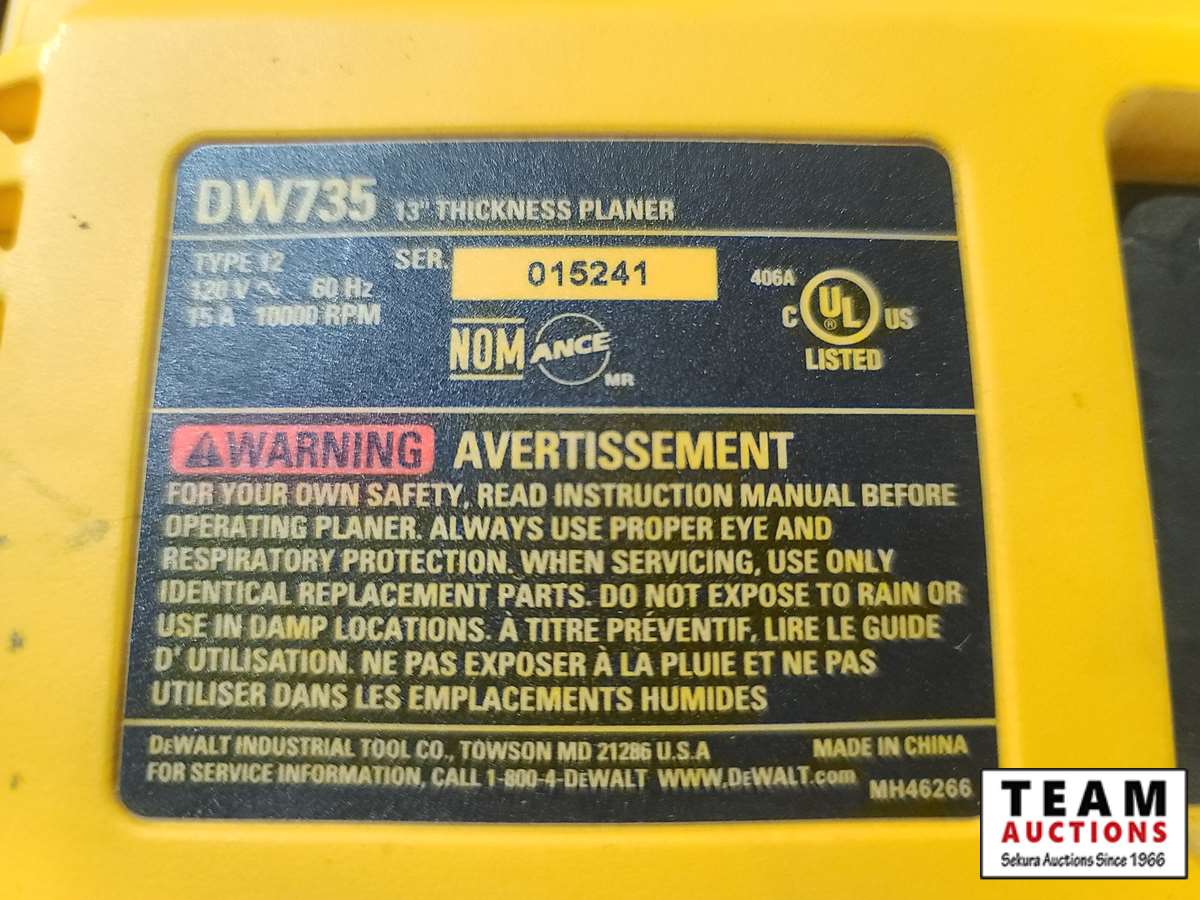 DW735 13" THICKNESS PLANER
TYPE 12 SER. 015241
120 V ~ 60 Hz
15 A 10000 RPM
NOM ANCE MR
406A
C UL® US
LISTED
WARNING AVERTISSEMENT
FOR YOUR OWN SAFETY, READ INSTRUCTION MANUAL BEFORE
OPERATING PLANER. ALWAYS USE PROPER EYE AND
RESPIRATORY PROTECTION. WHEN SERVICING, USE ONLY
IDENTICAL REPLACEMENT PARTS. DO NOT EXPOSE TO RAIN OR
USE IN DAMP LOCATIONS. À TITRE PRÉVENTIF, LIRE LE GUIDE
D' UTILISATION. NE PAS EXPOSER À LA PLUIE ET NE PAS
UTILISER DANS LES EMPLACEMENTS HUMIDES
DEWALT INDUSTRIAL TOOL CO., TOWSON MD 21286 U.S.A MADE IN CHINA
FOR SERVICE INFORMATION, CALL 1-800-4-DEWALT WWW.DEWALT.com MH46266
TEAM
AUCTIONS
Sekura Auctions Since 1966